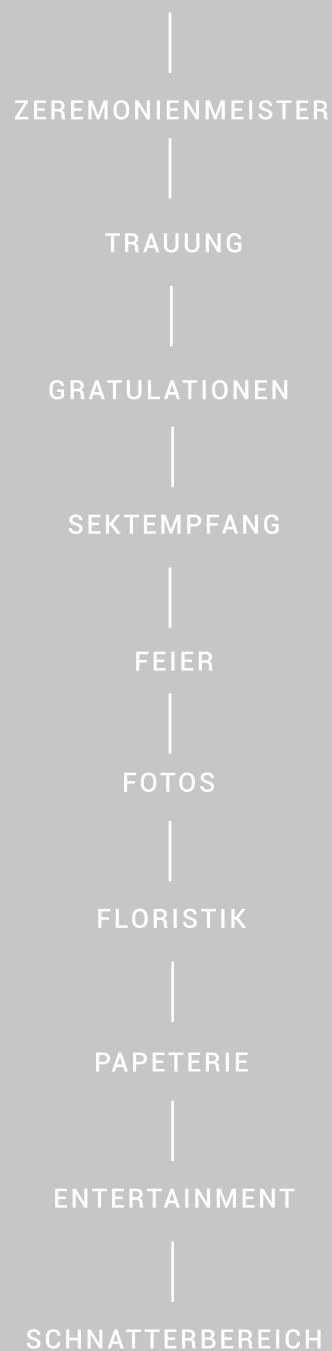 ZEREMONIENMEISTER
TRAUUNG
GRATULATIONEN
SEKTEMPFANG
FEIER
FOTOS
FLORISTIK
PAPETERIE
ENTERTAINMENT
SCHNATTERBEREICH